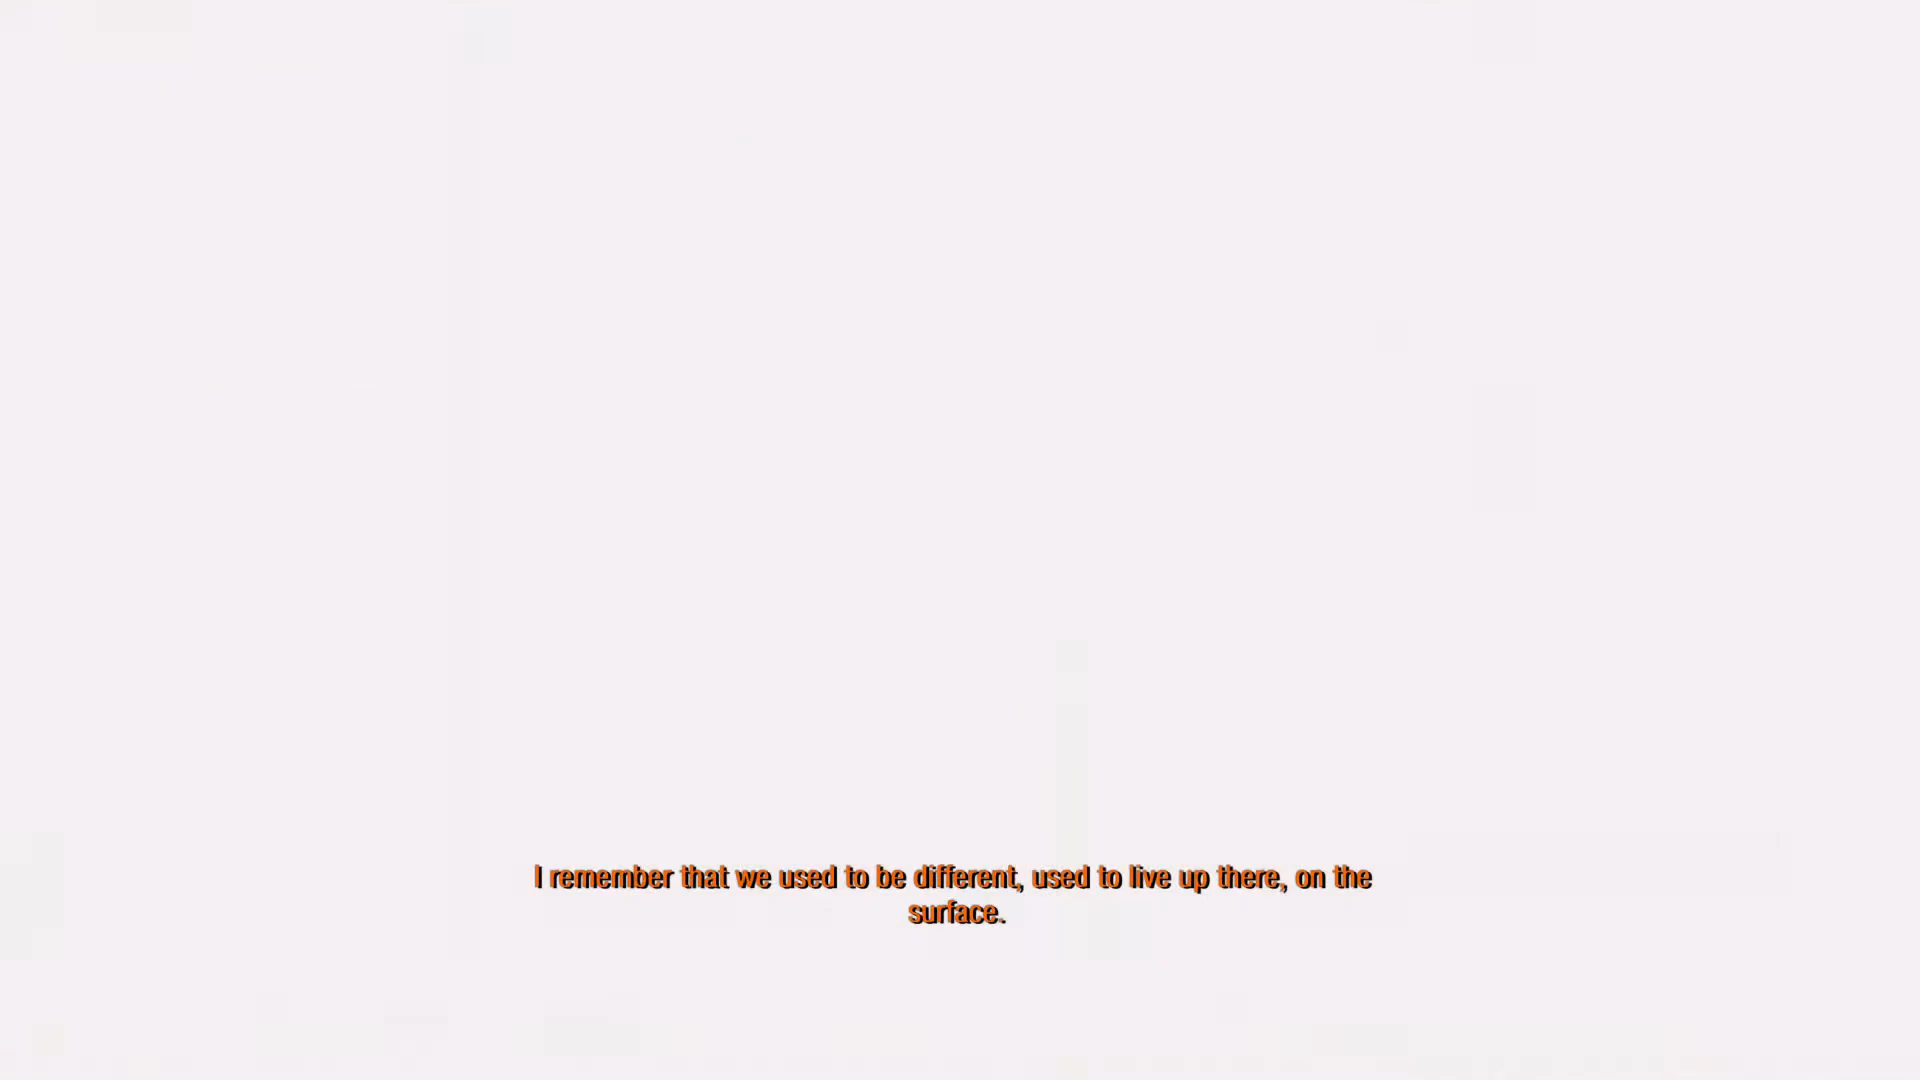 I remember that we used to be different, used to live up there, on the
surface.